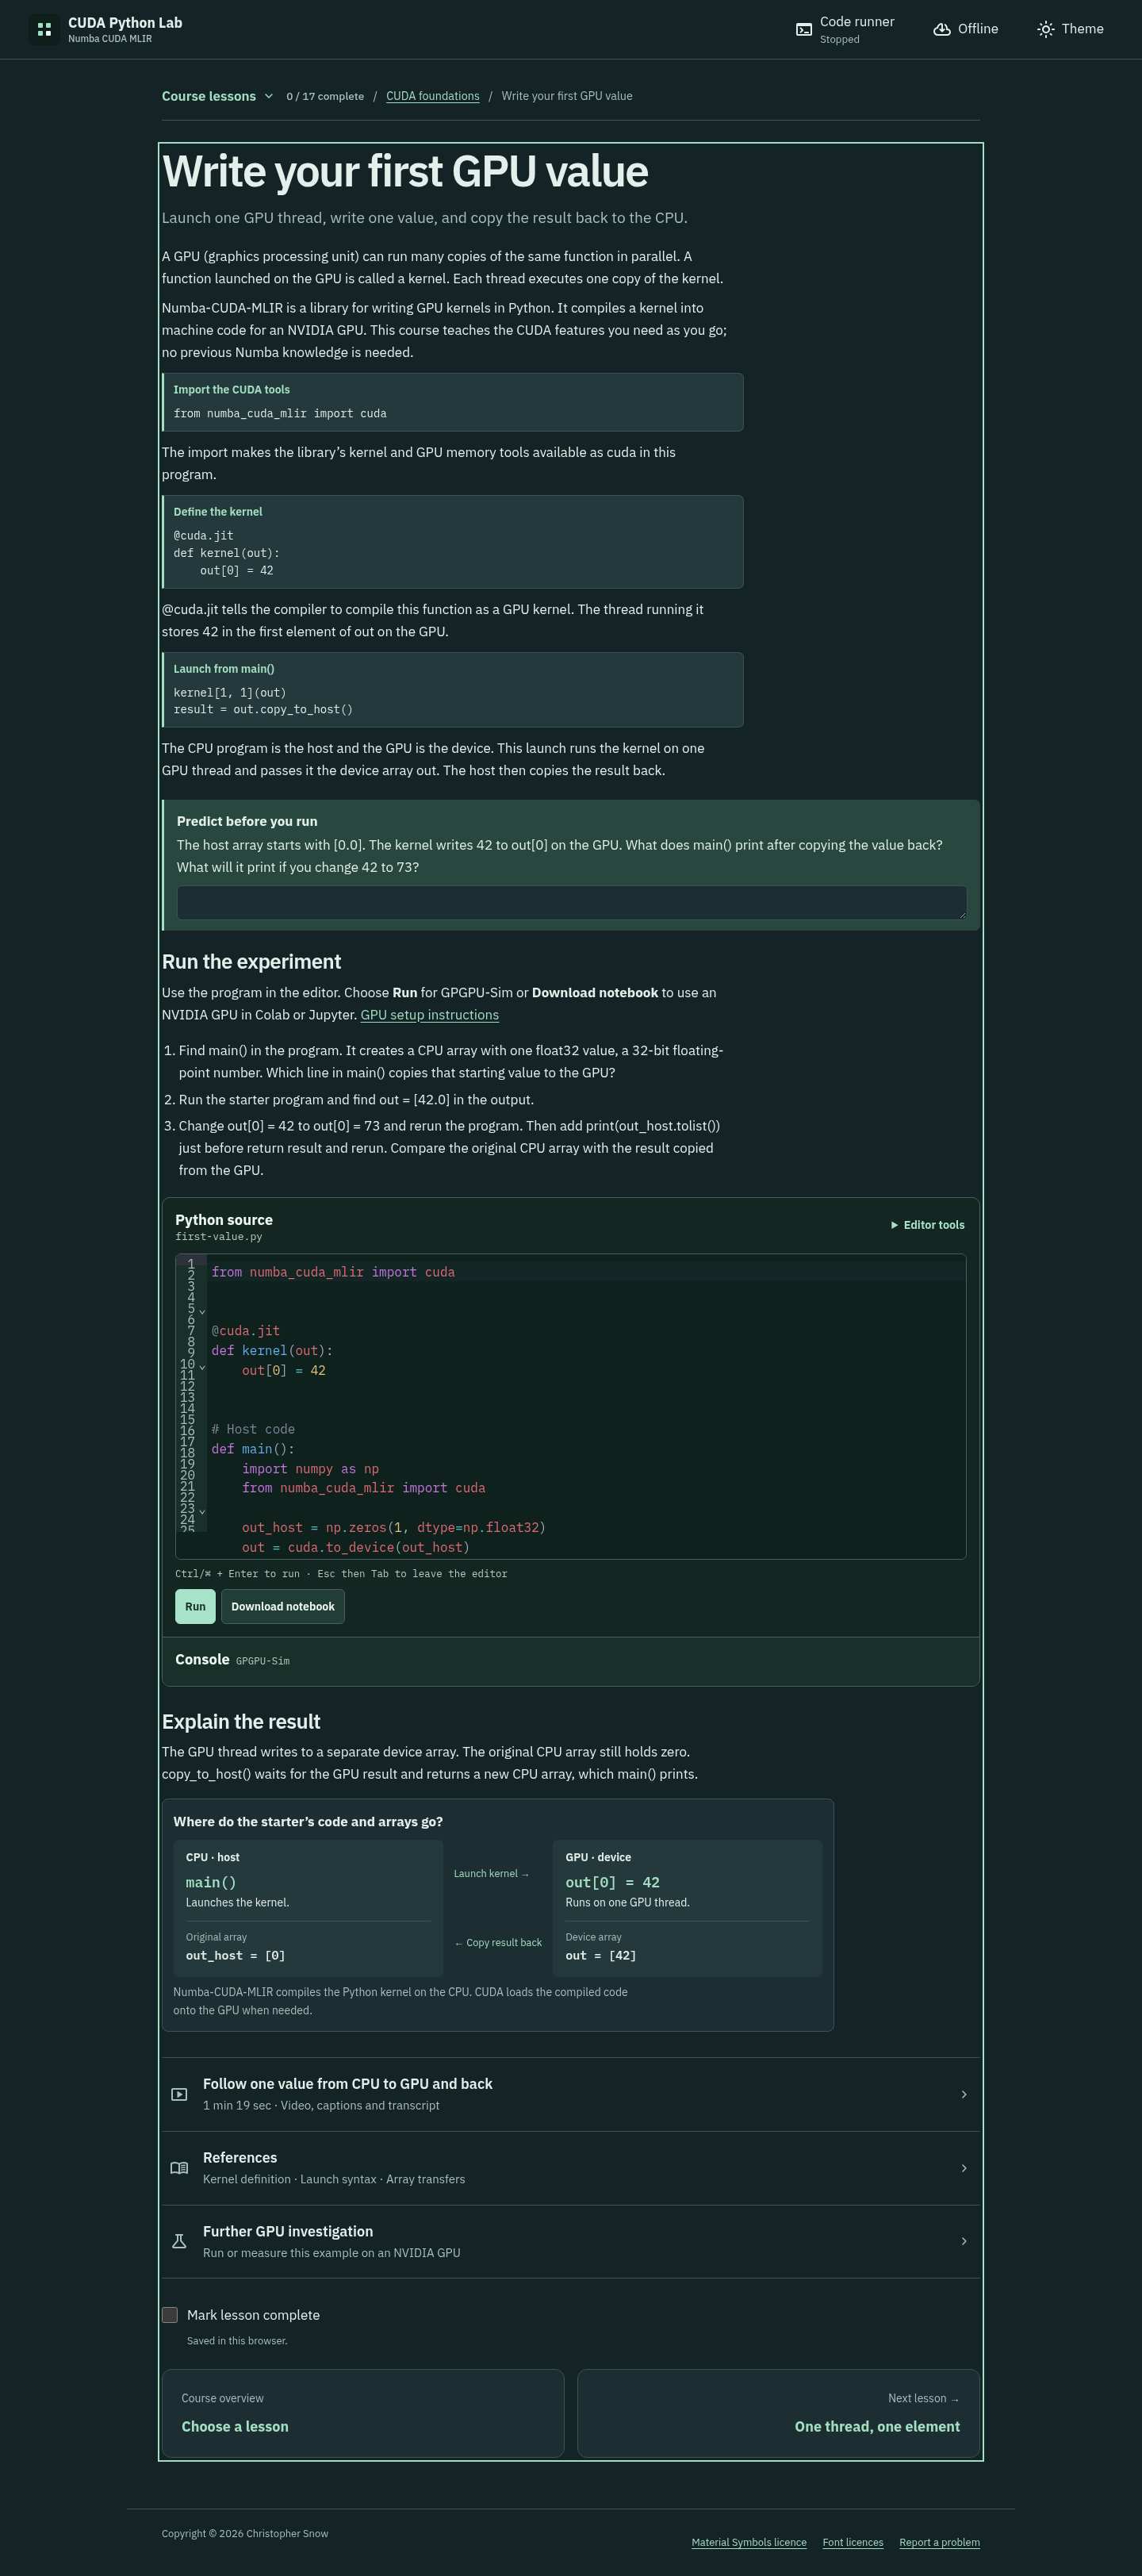 CUDA Python Lab
Numba CUDA MLIR
Code runner
Stopped
Offline
Theme
Course lessons 0 / 17 complete / CUDA foundations / Write your first GPU value
Write your first GPU value
Launch one GPU thread, write one value, and copy the result back to the CPU.
A GPU (graphics processing unit) can run many copies of the same function in parallel. A
function launched on the GPU is called a kernel. Each thread executes one copy of the kernel.
Numba-CUDA-MLIR is a library for writing GPU kernels in Python. It compiles a kernel into
machine code for an NVIDIA GPU. This course teaches the CUDA features you need as you go;
no previous Numba knowledge is needed.
Import the CUDA tools
from numba_cuda_mlir import cuda
The import makes the library’s kernel and GPU memory tools available as cuda in this
program.
Define the kernel
@cuda.jit
def kernel(out):
    out[0] = 42
@cuda.jit tells the compiler to compile this function as a GPU kernel. The thread running it
stores 42 in the first element of out on the GPU.
Launch from main()
kernel[1, 1](out)
result = out.copy_to_host()
The CPU program is the host and the GPU is the device. This launch runs the kernel on one
GPU thread and passes it the device array out. The host then copies the result back.
Predict before you run
The host array starts with [0.0]. The kernel writes 42 to out[0] on the GPU. What does main() print after copying the value back?
What will it print if you change 42 to 73?
Run the experiment
Use the program in the editor. Choose Run for GPGPU-Sim or Download notebook to use an
NVIDIA GPU in Colab or Jupyter. GPU setup instructions
1. Find main() in the program. It creates a CPU array with one float32 value, a 32-bit floating-
point number. Which line in main() copies that starting value to the GPU?
2. Run the starter program and find out = [42.0] in the output.
3. Change out[0] = 42 to out[0] = 73 and rerun the program. Then add print(out_host.tolist())
just before return result and rerun. Compare the original CPU array with the result copied
from the GPU.
Python source
first-value.py
▶ Editor tools
1
2
3
4
5
6
7
8
9
10
11
12
13
14
15
16
17
18
19
20
21
22
23
24
25
from numba_cuda_mlir import cuda
@cuda.jit
def kernel(out):
    out[0] = 42
# Host code
def main():
    import numpy as np
    from numba_cuda_mlir import cuda
    out_host = np.zeros(1, dtype=np.float32)
    out = cuda.to_device(out_host)
Ctrl/⌘ + Enter to run · Esc then Tab to leave the editor
Run
Download notebook
Console GPGPU-Sim
Explain the result
The GPU thread writes to a separate device array. The original CPU array still holds zero.
copy_to_host() waits for the GPU result and returns a new CPU array, which main() prints.
Where do the starter’s code and arrays go?
CPU · host
main()
Launches the kernel.
Original array
out_host = [0]
Launch kernel →
← Copy result back
GPU · device
out[0] = 42
Runs on one GPU thread.
Device array
out = [42]
Numba-CUDA-MLIR compiles the Python kernel on the CPU. CUDA loads the compiled code
onto the GPU when needed.
Follow one value from CPU to GPU and back
1 min 19 sec · Video, captions and transcript
References
Kernel definition · Launch syntax · Array transfers
Further GPU investigation
Run or measure this example on an NVIDIA GPU
Mark lesson complete
Saved in this browser.
Course overview
Choose a lesson
Next lesson →
One thread, one element
Copyright © 2026 Christopher Snow
Material Symbols licence
Font licences
Report a problem